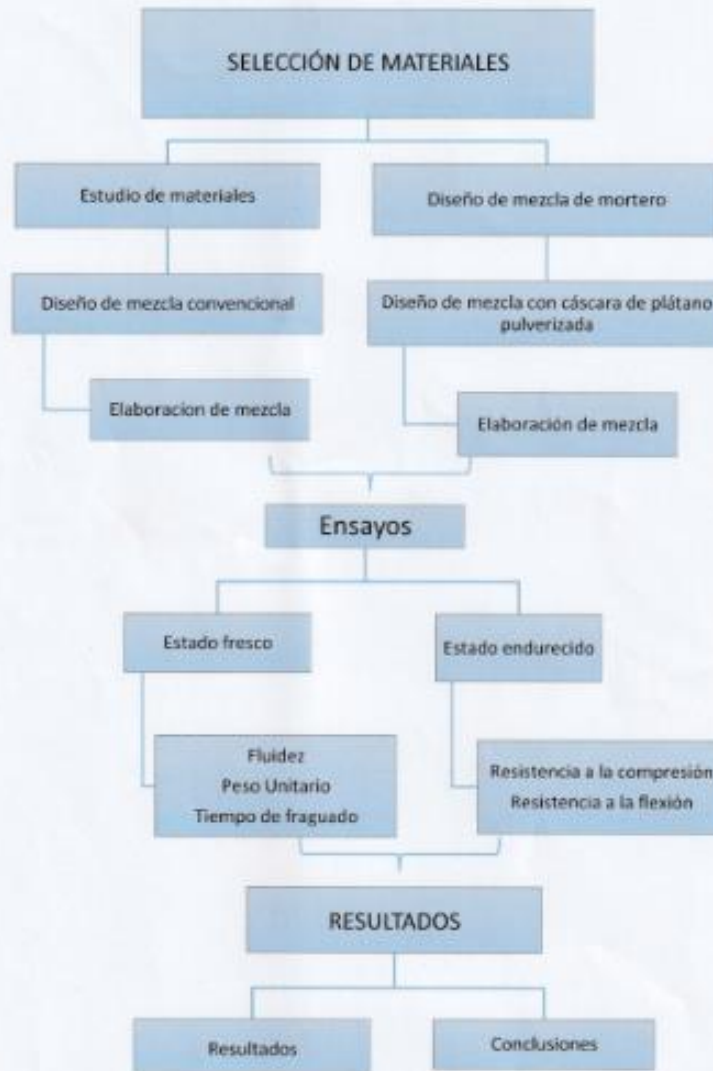 SELECCIÓN DE MATERIALES
Estudio de materiales
Diseño de mezcla de mortero
Diseño de mezcla convencional
Diseño de mezcla con cáscara de plátano
pulverizada
Elaboracion de mezcla
Elaboración de mezcla
Ensayos
Estado fresco
Estado endurecido
Fluidez
Peso Unitario
Tiempo de fraguado
Resistencia a la compresión
Resistencia a la flexión
RESULTADOS
Resultados
Conclusiones